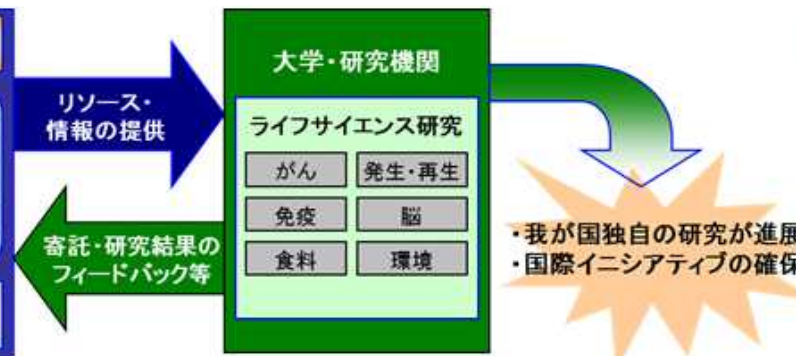 大学・研究機関
リソース・
情報の提供
ライフサイエンス研究
がん
発生・再生
免疫
脳
食料
環境
寄託・研究結果の
フィードバック等
・我が国独自の研究が進展
・国際イニシアティブの確保